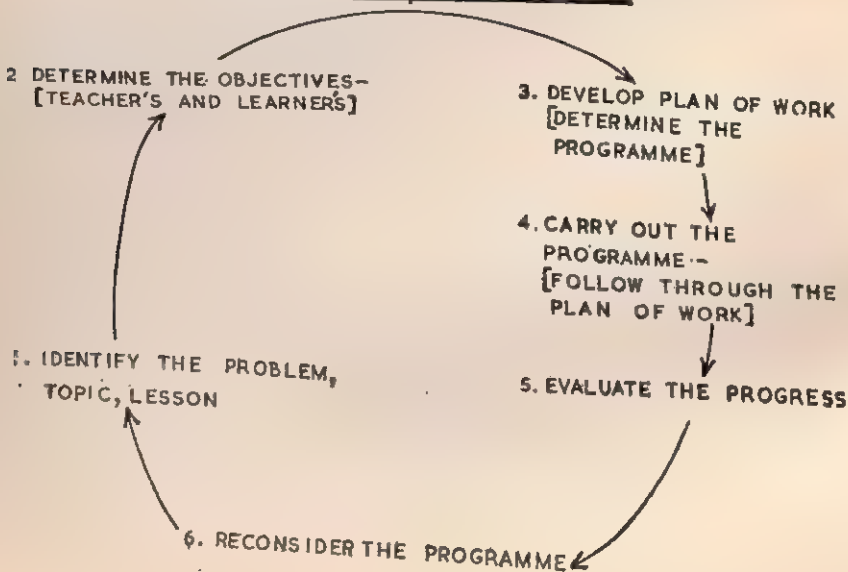 2 DETERMINE THE OBJECTIVES-
[TEACHER'S AND LEARNER'S]
3. DEVELOP PLAN OF WORK
[DETERMINE THE
PROGRAMME]
4. CARRY OUT THE
PROGRAMME -
[FOLLOW THROUGH THE
PLAN OF WORK]
5. EVALUATE THE PROGRESS
6. RECONSIDER THE PROGRAMME
1. IDENTIFY THE PROBLEM,
TOPIC, LESSON